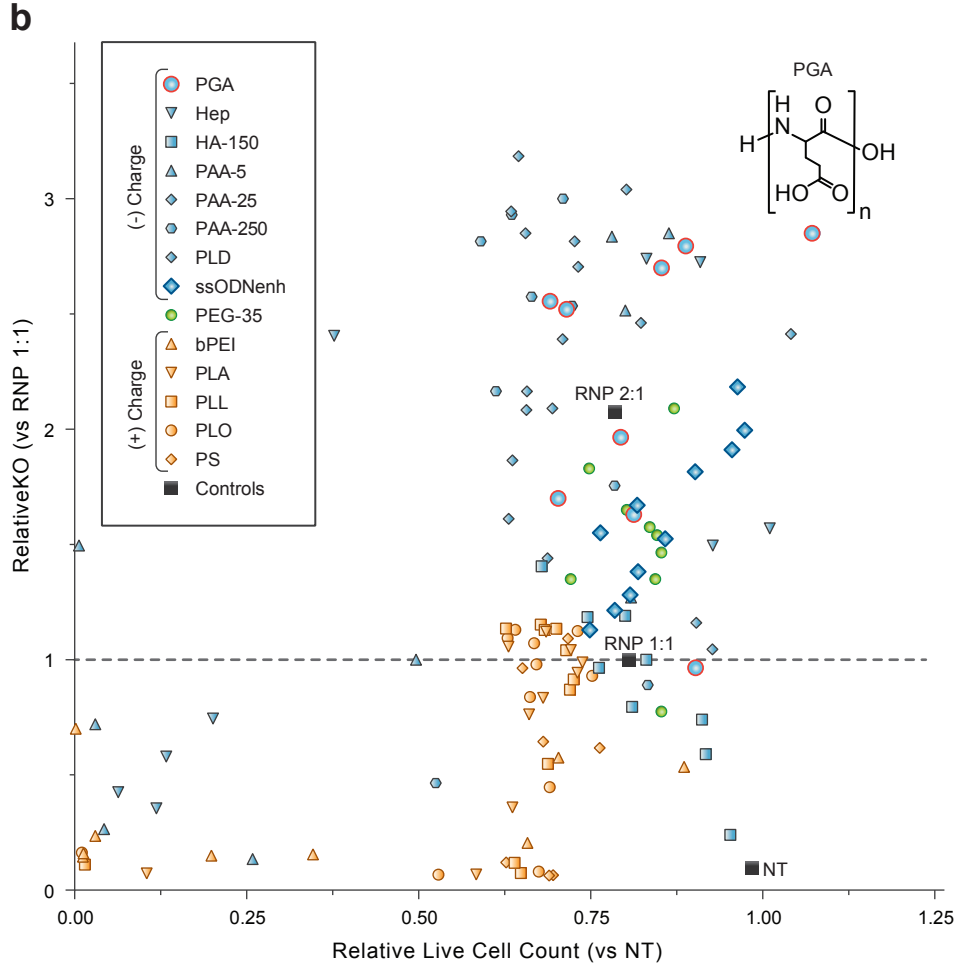 b
RelativeKO (vs RNP 1:1)
3
2
1
0
0.00
0.25
0.50
0.75
1.00
1.25
Relative Live Cell Count (vs NT)
(-) Charge
PGA
Hep
HA-150
PAA-5
PAA-25
PAA-250
PLD
ssODNenh
PEG-35
(+) Charge
bPEI
PLA
PLL
PLO
PS
Controls
RNP 2:1
RNP 1:1
NT
PGA
H
N
O
H
OH
HO
O
n